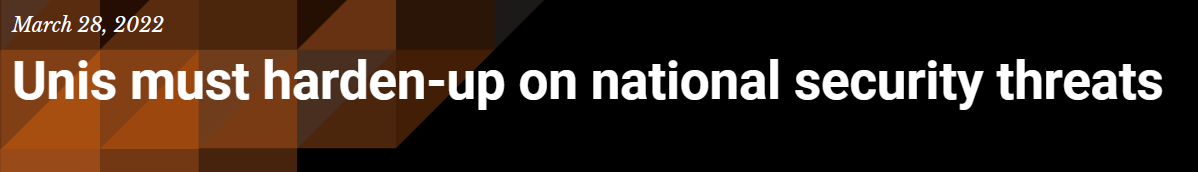 March 28, 2022
Unis must harden-up on national security threats